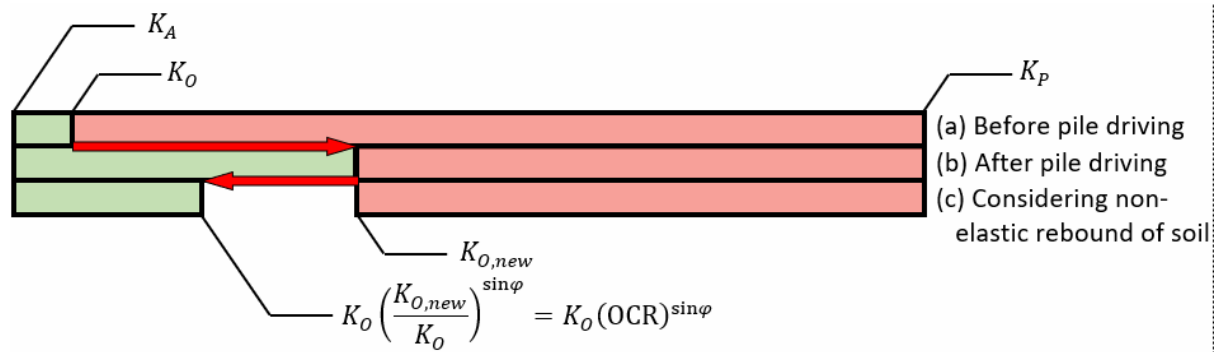 K_A
K_O
K_P
(a) Before pile driving
(b) After pile driving
(c) Considering non-
elastic rebound of soil
K_{O,new}
K_O (K_{O,new}/K_O)^{sinφ} = K_O(OCR)^{sinφ}